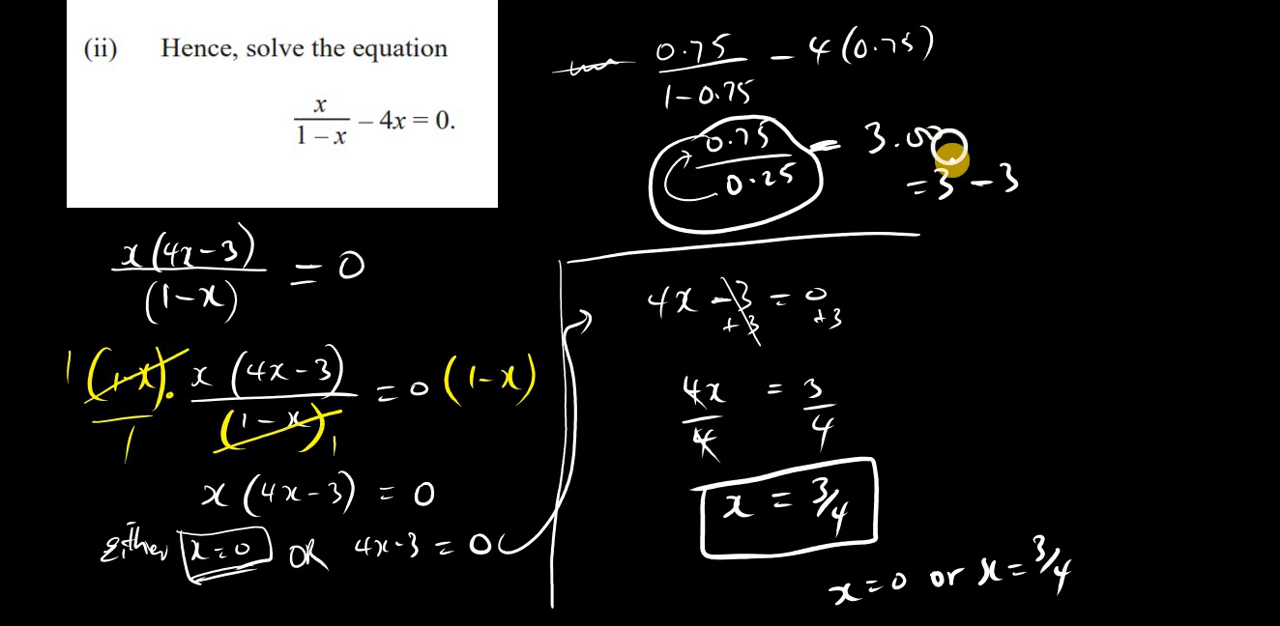 (ii) Hence, solve the equation
x/(1−x) − 4x = 0.
0.75/(1−0.75) − 4(0.75)
0.75/0.25 = 3.00
= 3 − 3
x(4x−3)/(1−x) = 0
1 (1−x)/1 · x(4x−3)/(1−x) 1 = 0 (1−x)
x(4x−3) = 0
Either x=0 OR 4x-3 = 0
4x −3 = 0
+3 +3
4x/4 = 3/4
x = 3/4
x=0 or x=3/4